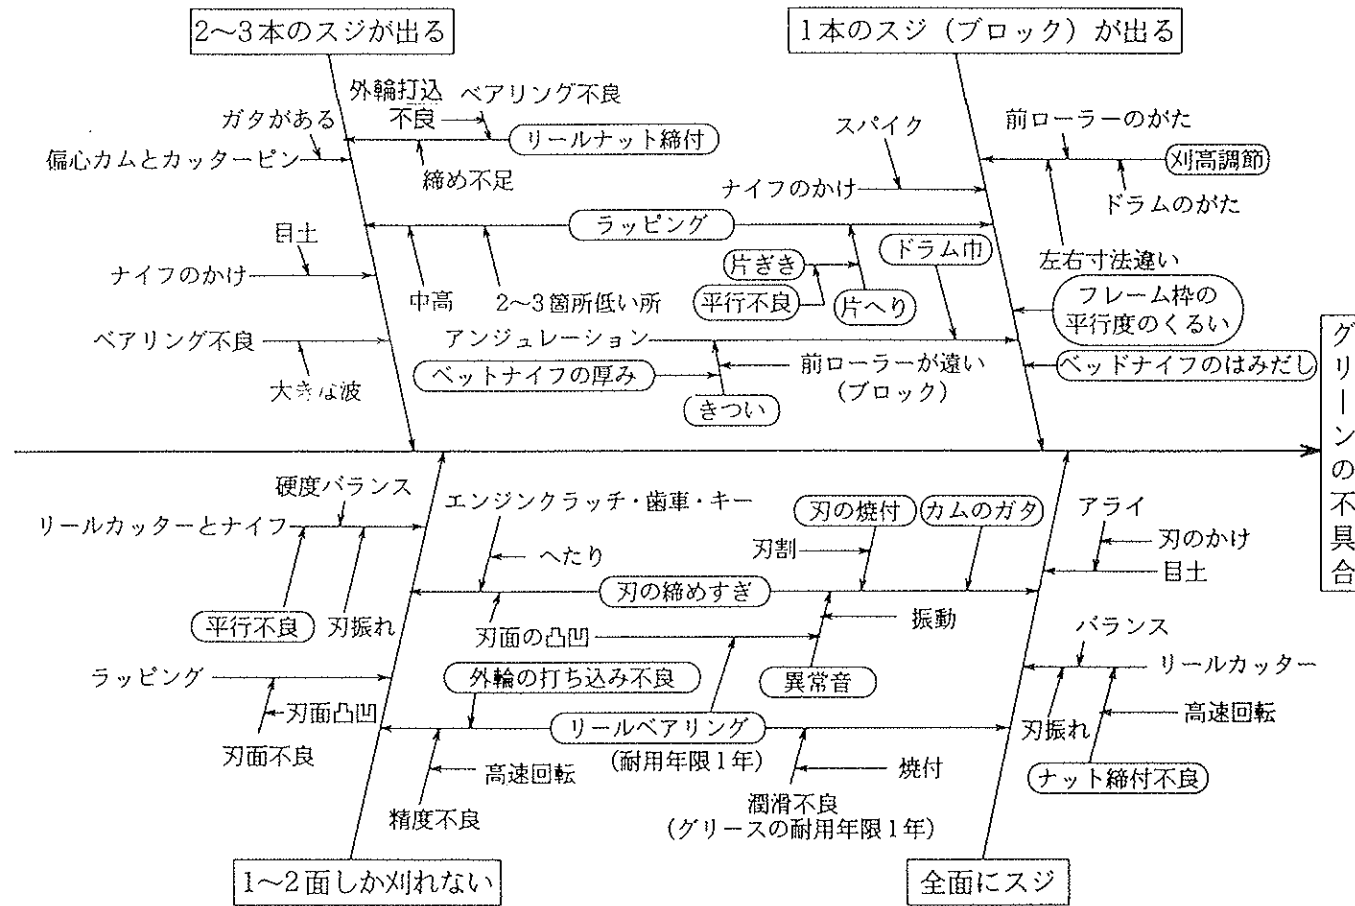 2～3本のスジが出る
1本のスジ（ブロック）が出る
外輪打込
不良
ベアリング不良
ガタがある
リールナット締付
偏心カムとカッターピン
締め不足
スパイク
前ローラーのがた
刈高調節
ナイフのかけ
ドラムのがた
目土
ラッピング
ナイフのかけ
片ぎき
ドラム巾
左右寸法違い
中高
2～3箇所低い所
平行不良
片へり
フレーム枠の
平行度のくるい
ベアリング不良
アンジュレーション
大きな波
ベットナイフの厚み
前ローラーが遠い
（ブロック）
ベッドナイフのはみだし
きつい
グリーンの不具合
硬度バランス
エンジンクラッチ・歯車・キー
刃の焼付
カムのガタ
アライ
リールカッターとナイフ
へたり
刃割
刃のかけ
目土
刃の締めすぎ
平行不良
刃振れ
刃面の凸凹
振動
バランス
ラッピング
外輪の打ち込み不良
異常音
リールカッター
刃面凸凹
リールベアリング
刃振れ
高速回転
刃面不良
（耐用年限1年）
高速回転
焼付
ナット締付不良
精度不良
潤滑不良
（グリースの耐用年限1年）
1～2面しか刈れない
全面にスジ